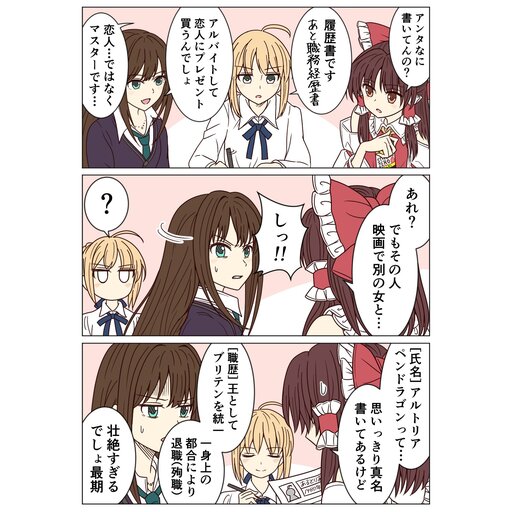 アンタなに
書いてんの?
履歴書です
あと職務経歴書
アルバイトして
恋人にプレゼント
買うんでしょ
恋人…ではなく
マスターです…
あれ?
でもその人
映画で別の女と…
しっ!!
?
[氏名]アルトリア
ペンドラゴンって…
思いっきり真名
書いてあるけど
[職歴]王として
ブリテンを統一
一身上の
都合により
退職(殉職)
壮絶すぎる
でしょ最期